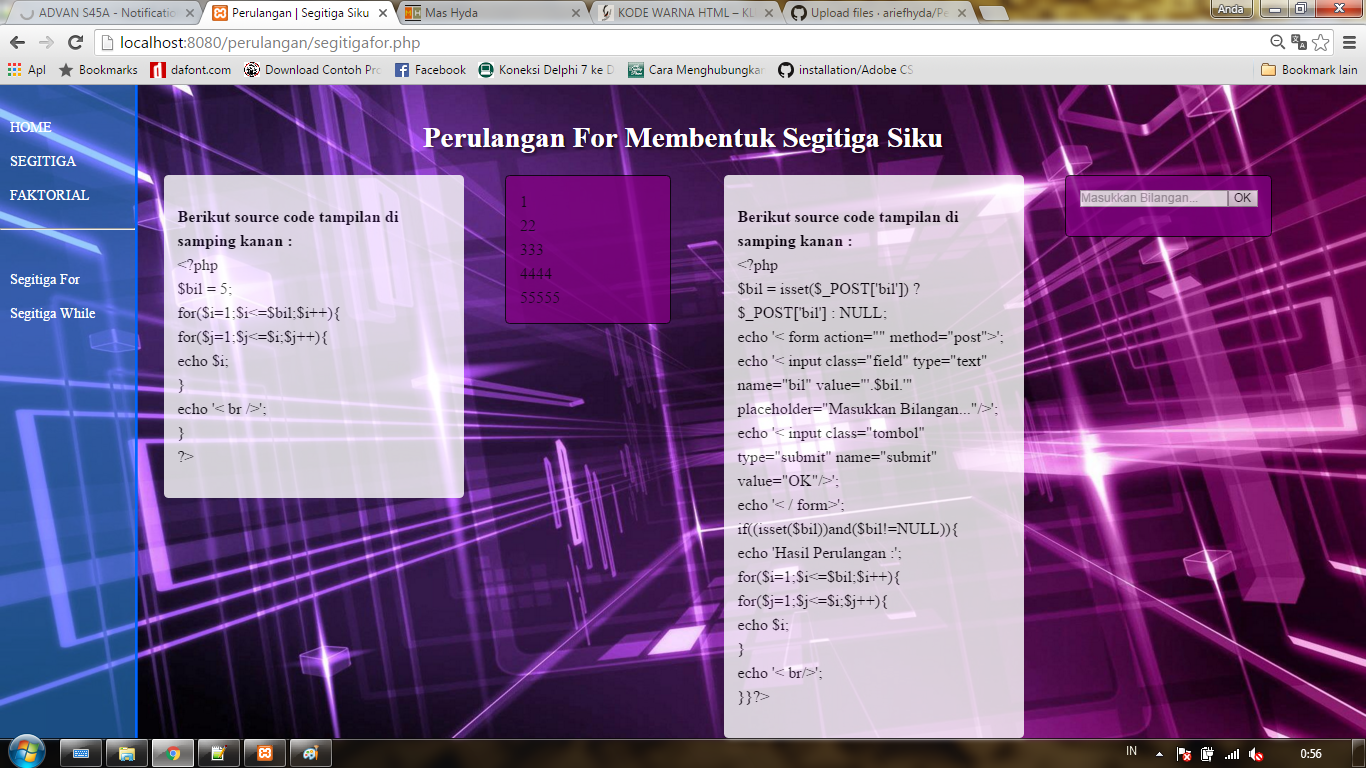 ADVAN S45A - Notificatio
Perulangan | Segitiga Siku
Mas Hyda
KODE WARNA HTML – KU
Upload files · ariefhyda/Pe
Anda
localhost:8080/perulangan/segitigafor.php
Apl
Bookmarks
dafont.com
Download Contoh Pro
Facebook
Koneksi Delphi 7 ke D
Cara Menghubungkan
installation/Adobe CS
Bookmark lain
HOME
SEGITIGA
FAKTORIAL
Segitiga For
Segitiga While
Perulangan For Membentuk Segitiga Siku
Berikut source code tampilan di
samping kanan :
<?php
$bil = 5;
for($i=1;$i<=$bil;$i++){
for($j=1;$j<=$i;$j++){
echo $i;
}
echo '< br />';
}
?>
1
22
333
4444
55555
Berikut source code tampilan di
samping kanan :
<?php
$bil = isset($_POST['bil']) ?
$_POST['bil'] : NULL;
echo '< form action="" method="post">';
echo '< input class="field" type="text"
name="bil" value="'.$bil.'"
placeholder="Masukkan Bilangan..."/>';
echo '< input class="tombol"
type="submit" name="submit"
value="OK"/>';
echo '< / form>';
if((isset($bil))and($bil!=NULL)){
echo 'Hasil Perulangan :';
for($i=1;$i<=$bil;$i++){
for($j=1;$j<=$i;$j++){
echo $i;
}
echo '< br/>';
}}?>
Masukkan Bilangan...
OK
IN
0:56